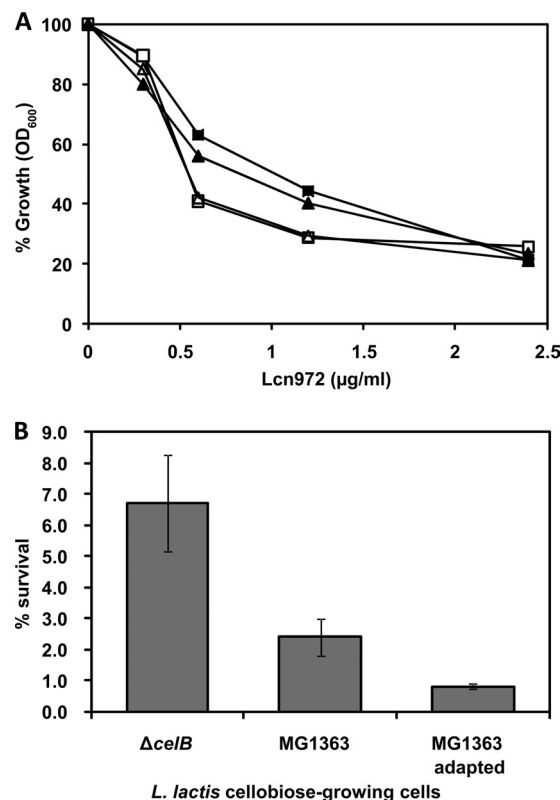 A
100
80
60
40
20
0
% Growth (OD600)
0 0.5 1 1.5 2 2.5
Lcn972 (µg/ml)
B
9.0
8.0
7.0
6.0
5.0
4.0
3.0
2.0
1.0
0.0
% survival
ΔcelB MG1363 MG1363
adapted
L. lactis cellobiose-growing cells